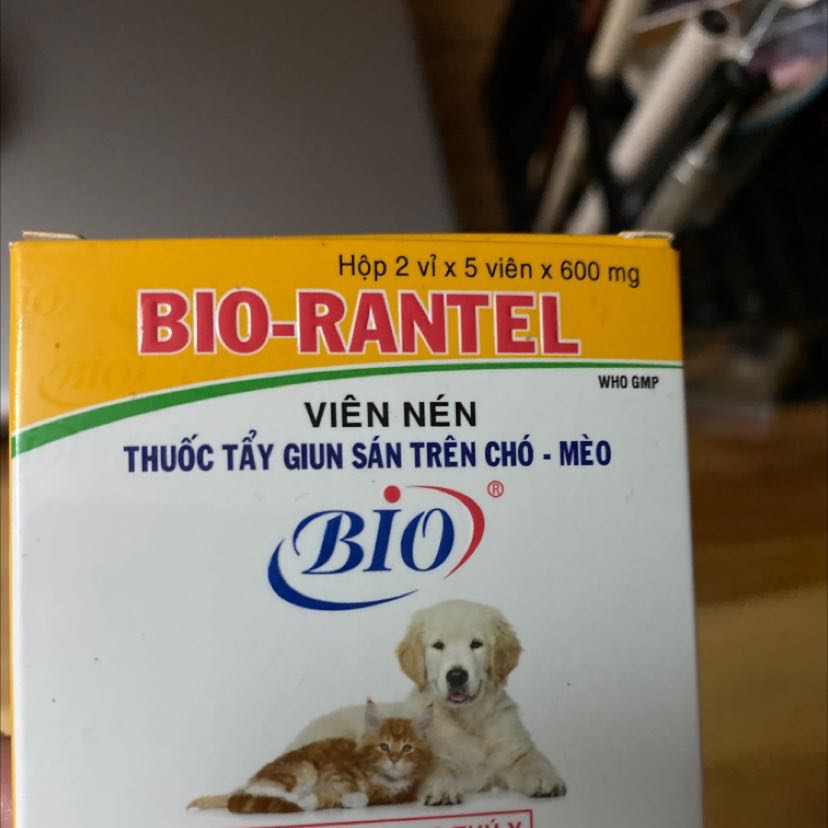 Hộp 2 vỉ x 5 viên x 600 mg
BIO-RANTEL
WHO GMP
VIÊN NÉN
THUỐC TẨY GIUN SÁN TRÊN CHÓ - MÈO
BIO ®
THÚ Y